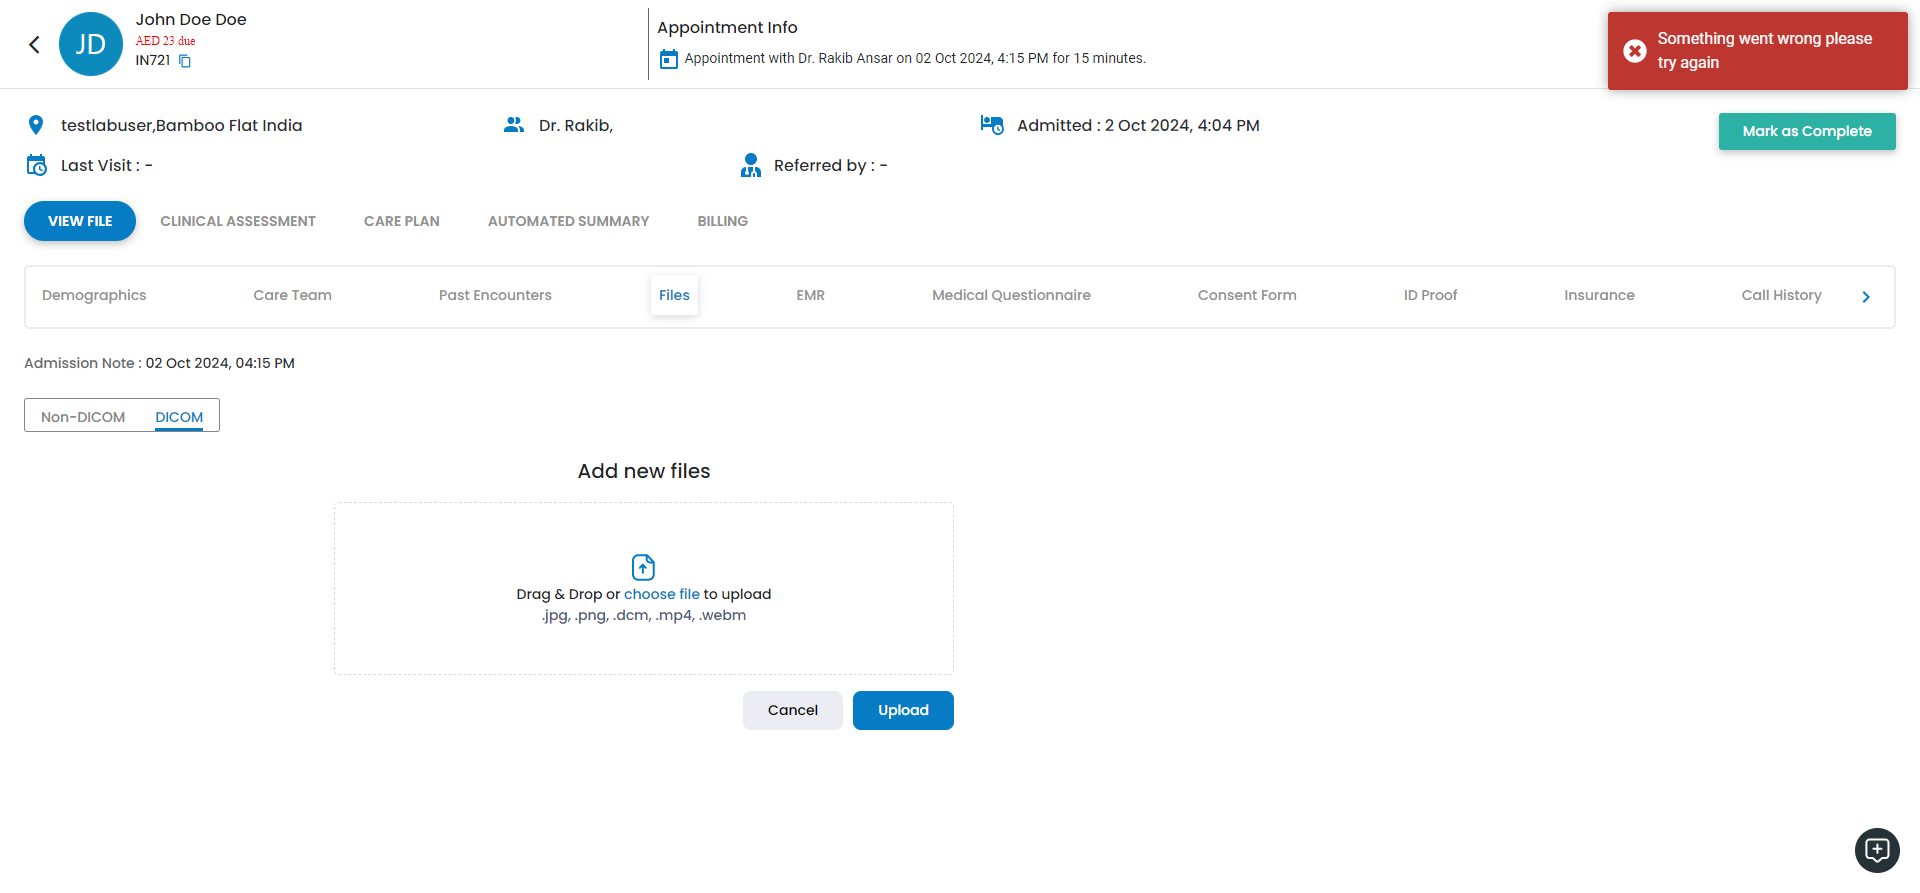 JD
John Doe Doe
AED 23 due
IN721
Appointment Info
Appointment with Dr. Rakib Ansar on 02 Oct 2024, 4:15 PM for 15 minutes.
Something went wrong please
try again
testlabuser,Bamboo Flat India
Dr. Rakib,
Admitted : 2 Oct 2024, 4:04 PM
Mark as Complete
Last Visit : -
Referred by : -
VIEW FILE
CLINICAL ASSESSMENT
CARE PLAN
AUTOMATED SUMMARY
BILLING
Demographics
Care Team
Past Encounters
Files
EMR
Medical Questionnaire
Consent Form
ID Proof
Insurance
Call History
Admission Note : 02 Oct 2024, 04:15 PM
Non-DICOM
DICOM
Add new files
Drag & Drop or choose file to upload
.jpg, .png, .dcm, .mp4, .webm
Cancel
Upload